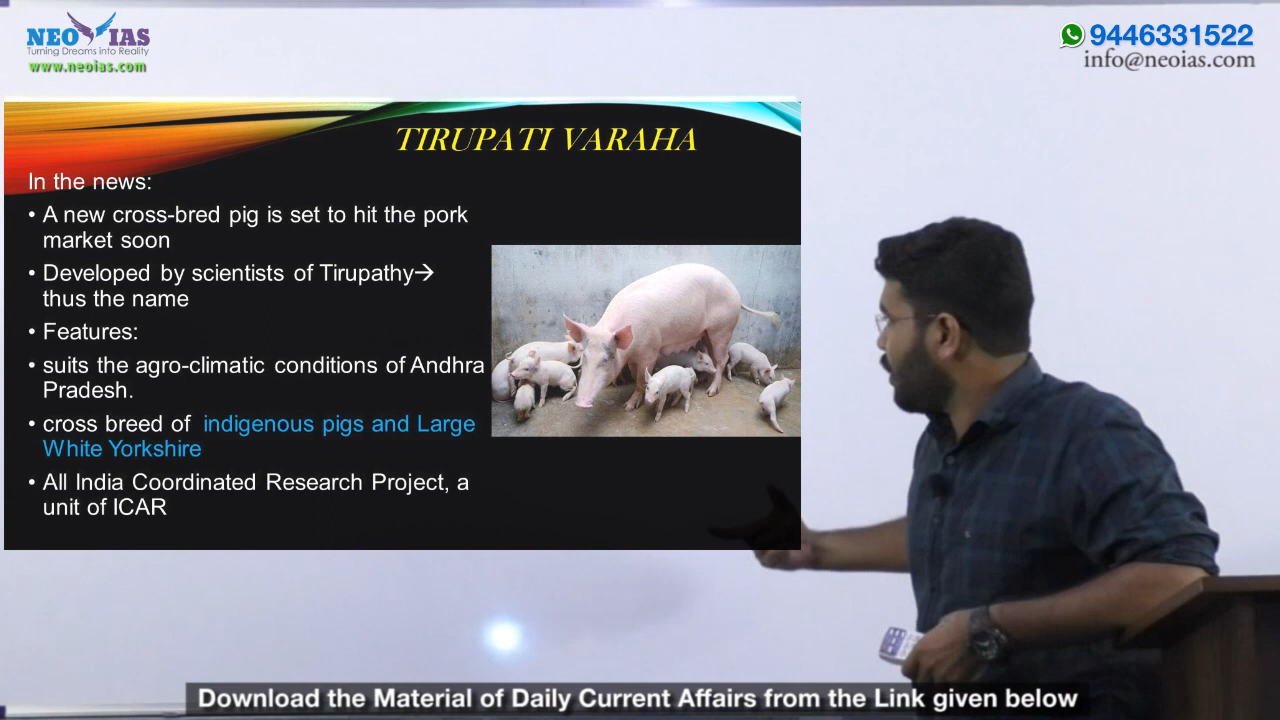 NEO IAS
Turning Dreams into Reality
www.neoias.com
9446331522
info@neoias.com
TIRUPATI VARAHA
In the news:
• A new cross-bred pig is set to hit the pork
market soon
• Developed by scientists of Tirupathy→
thus the name
• Features:
• suits the agro-climatic conditions of Andhra
Pradesh.
• cross breed of indigenous pigs and Large
White Yorkshire
• All India Coordinated Research Project, a
unit of ICAR
Download the Material of Daily Current Affairs from the Link given below